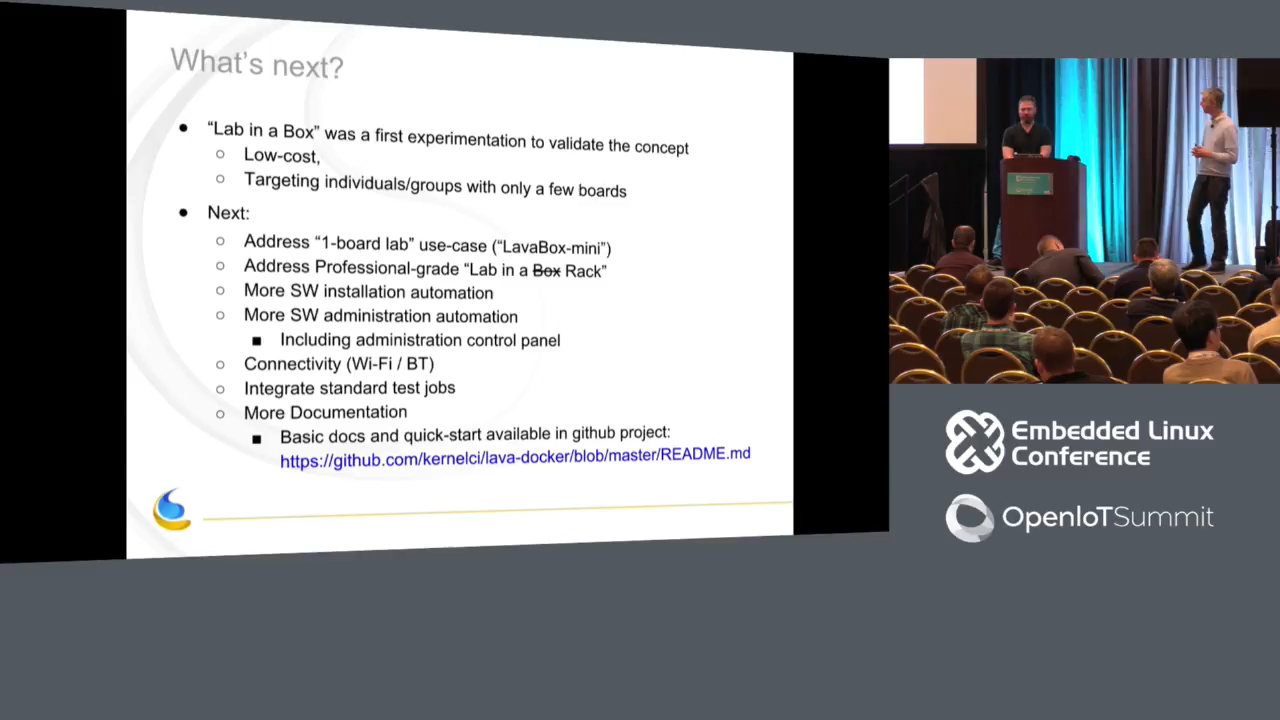 What's next?
“Lab in a Box” was a first experimentation to validate the concept
Low-cost,
Targeting individuals/groups with only a few boards
Next:
Address “1-board lab” use-case (“LavaBox-mini”)
Address Professional-grade “Lab in a Box Rack”
More SW installation automation
More SW administration automation
Including administration control panel
Connectivity (Wi-Fi / BT)
Integrate standard test jobs
More Documentation
Basic docs and quick-start available in github project:
https://github.com/kernelci/lava-docker/blob/master/README.md
Embedded Linux
Conference
OpenIoTSummit